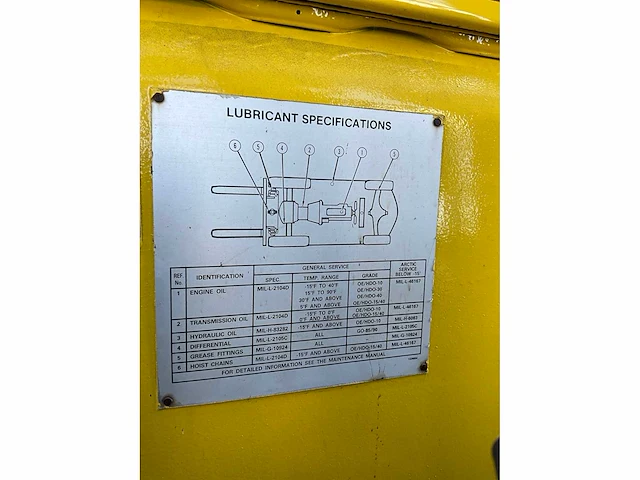 LUBRICANT SPECIFICATIONS
6 5 4 2 3 1 5
REF. No. IDENTIFICATION GENERAL SERVICE ARCTIC SERVICE BELOW -15
SPEC. TEMP. RANGE GRADE
1 ENGINE OIL MIL-L-2104D -15°F TO 40°F OE/HDO-10 MIL-L-46167
15°F TO 90°F OE/HDO-30
30°F AND ABOVE OE/HDO-40
5°F AND ABOVE OE/HDO-15/40
2 TRANSMISSION OIL MIL-L-2104D -15°F TO 0°F OE/HDO-10 MIL-L-46167
0°F AND ABOVE OE/HDO-15/40
3 HYDRAULIC OIL MIL-H-83282 -15°F AND ABOVE OE/HDO-10 MIL-H-6083
4 DIFFERENTIAL MIL-L-2105C ALL GO-85/90 MIL-L-2105C
5 GREASE FITTINGS MIL-G-10924 ALL MIL-G-10924
6 HOIST CHAINS MIL-L-2104D -15°F AND ABOVE OE/HDO-15/40 MIL-L-46167
FOR DETAILED INFORMATION SEE THE MAINTENANCE MANUAL